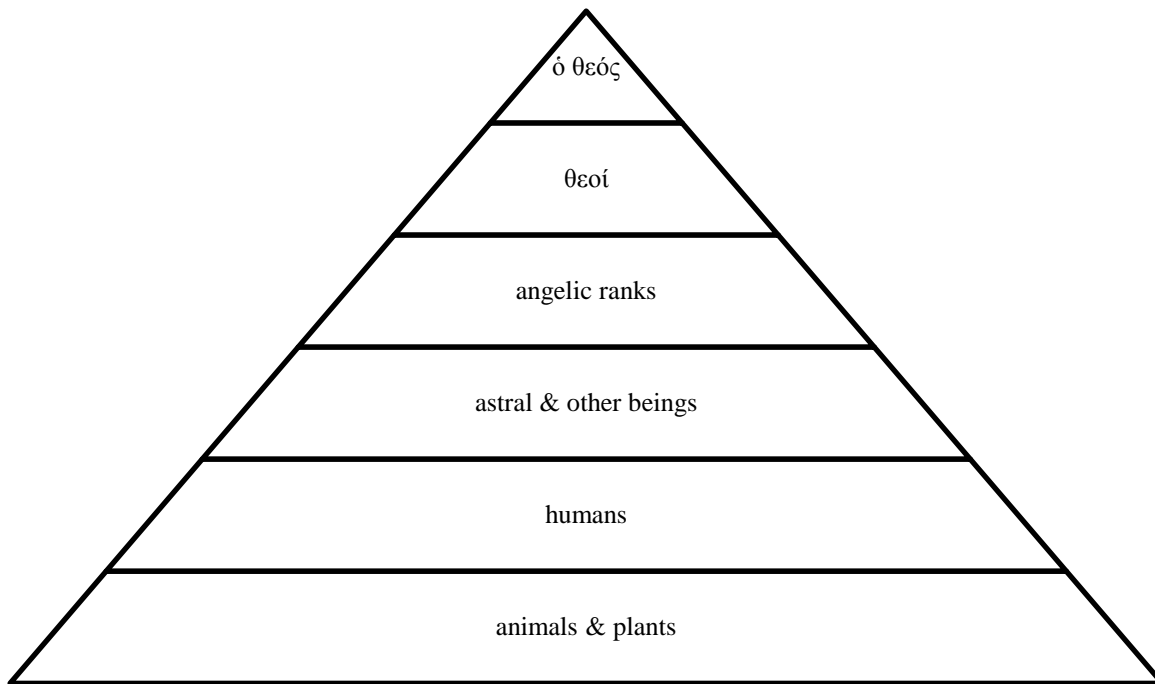 ὁ θεός
θεοί
angelic ranks
astral & other beings
humans
animals & plants